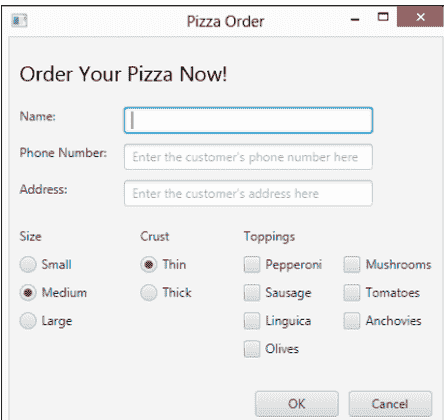 Pizza Order
Order Your Pizza Now!
Name:
Phone Number: Enter the customer's phone number here
Address: Enter the customer's address here
Size Crust Toppings
Small Thin Pepperoni Mushrooms
Medium Thick Sausage Tomatoes
Large Linguica Anchovies
Olives
OK Cancel